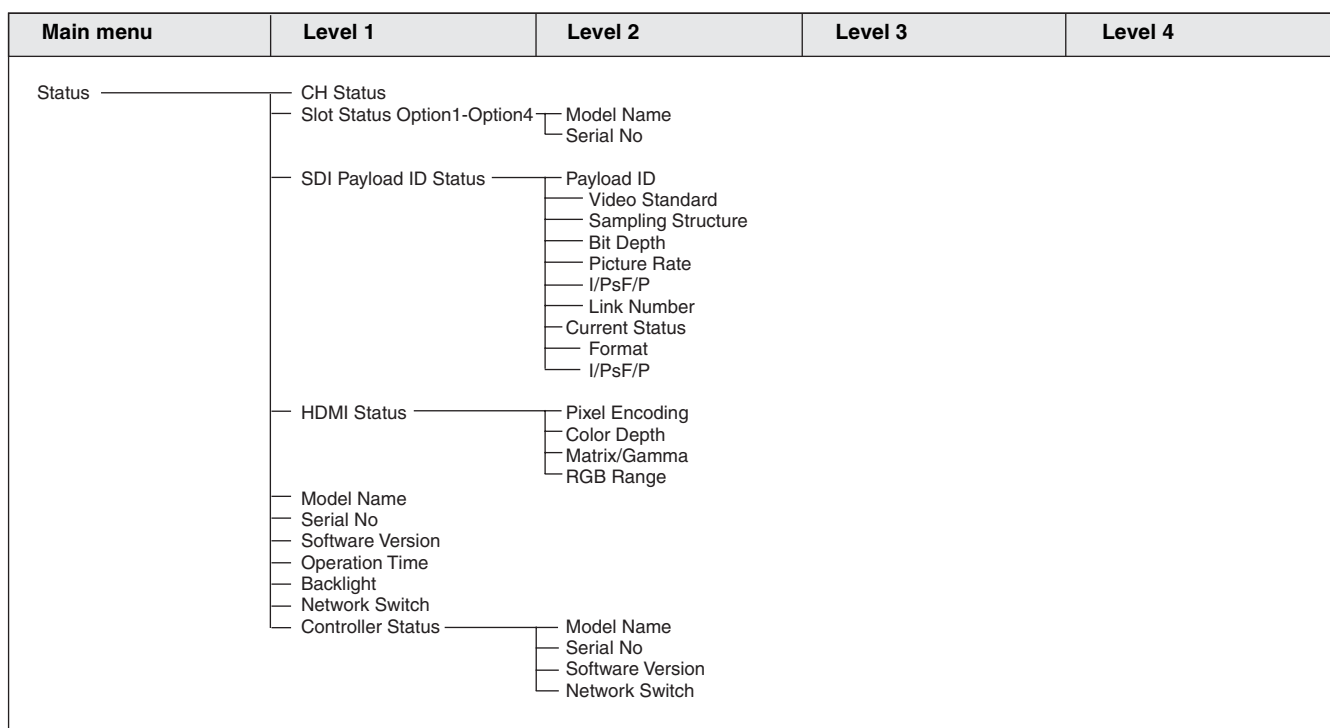 Main menu Level 1 Level 2 Level 3 Level 4
Status CH Status
Slot Status Option1-Option4 Model Name
Serial No
SDI Payload ID Status Payload ID
Video Standard
Sampling Structure
Bit Depth
Picture Rate
I/PsF/P
Link Number
Current Status
Format
I/PsF/P
HDMI Status Pixel Encoding
Color Depth
Matrix/Gamma
RGB Range
Model Name
Serial No
Software Version
Operation Time
Backlight
Network Switch
Controller Status Model Name
Serial No
Software Version
Network Switch